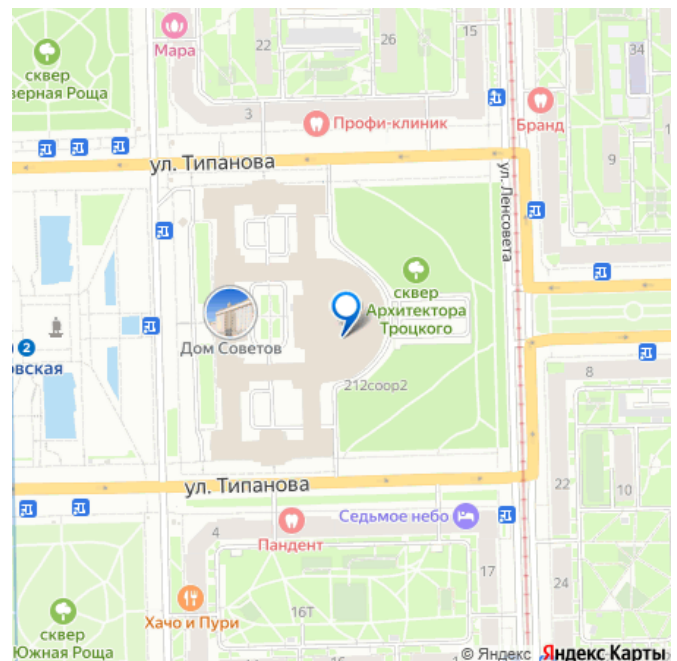 Мара
22
26
15
34
сквер
верная Роща
3
Профи-клиник
Бранд
ул. Типанова
9
ул. Ленсовета
сквер
Архитектора
Троцкого
Дом Советов
2
овская
212соор2
8
ул. Типанова
22
10
Седьмое небо
4
Пандент
17
24
Хачо и Пури
16Т
сквер
Южная Роща
© Яндекс Яндекс Карты